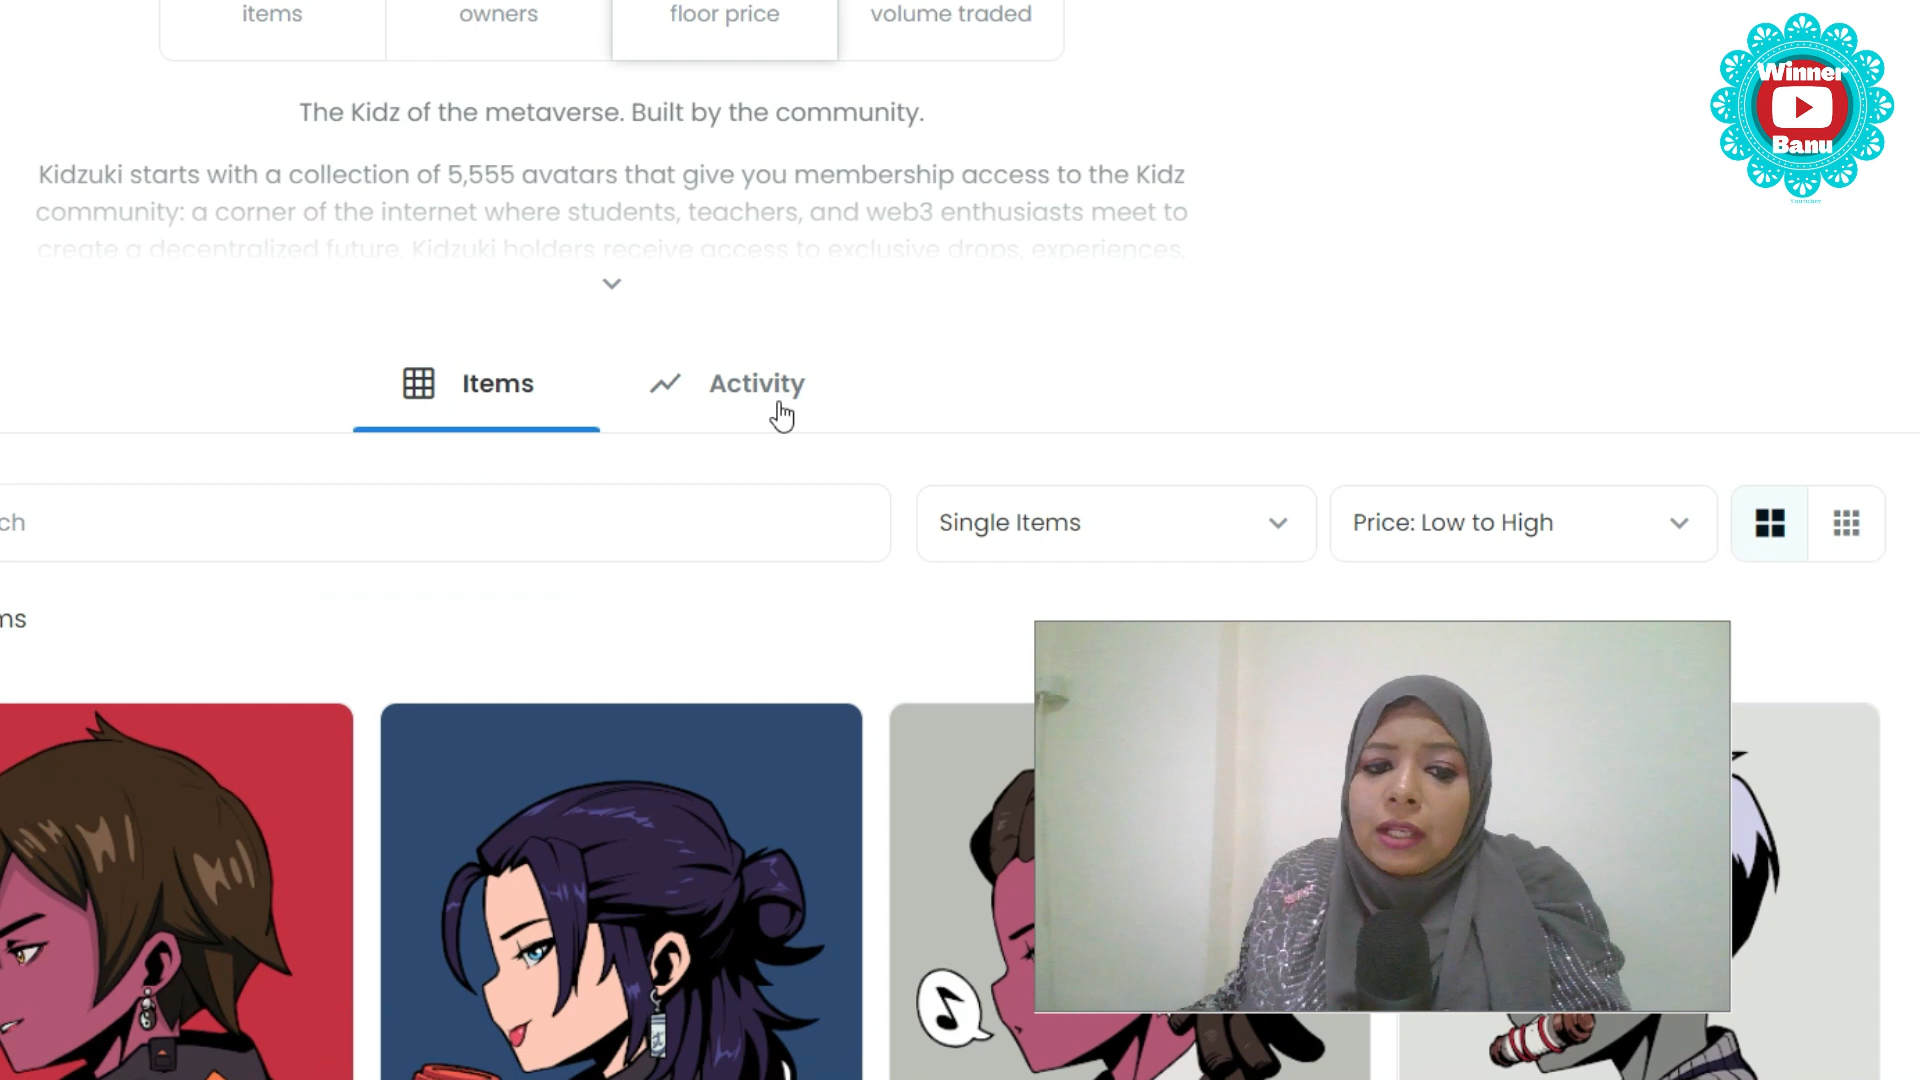 items
owners
floor price
volume traded
Winner
Banu
Youtuber
The Kidz of the metaverse. Built by the community.
Kidzuki starts with a collection of 5,555 avatars that give you membership access to the Kidz
community: a corner of the internet where students, teachers, and web3 enthusiasts meet to
create a decentralized future. Kidzuki holders receive access to exclusive drops, experiences,
Items
Activity
ch
Single Items
Price: Low to High
ms